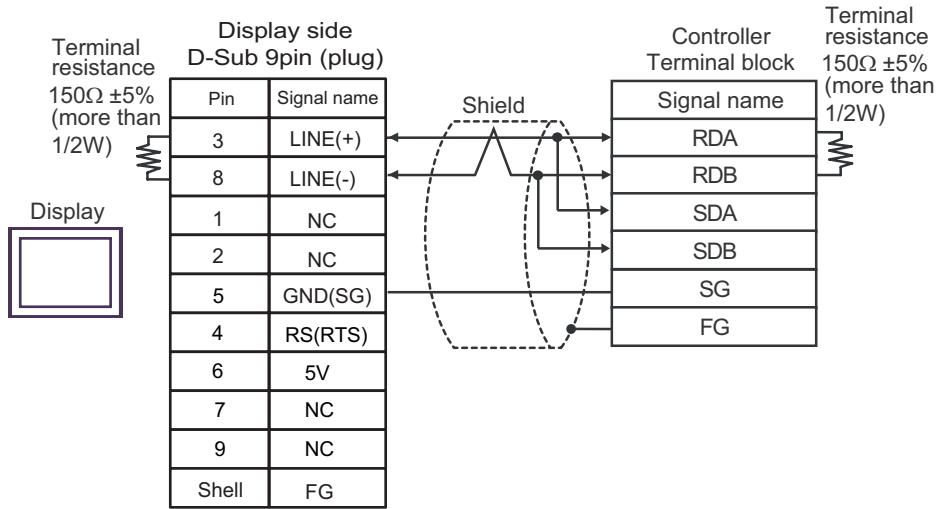 Display side
D-Sub 9pin (plug)
Terminal
resistance
150Ω ±5%
(more than
1/2W)
Display
Pin Signal name
3 LINE(+)
8 LINE(-)
1 NC
2 NC
5 GND(SG)
4 RS(RTS)
6 5V
7 NC
9 NC
Shell FG
Shield
Controller
Terminal block
Signal name
RDA
RDB
SDA
SDB
SG
FG
Terminal
resistance
150Ω ±5%
(more than
1/2W)